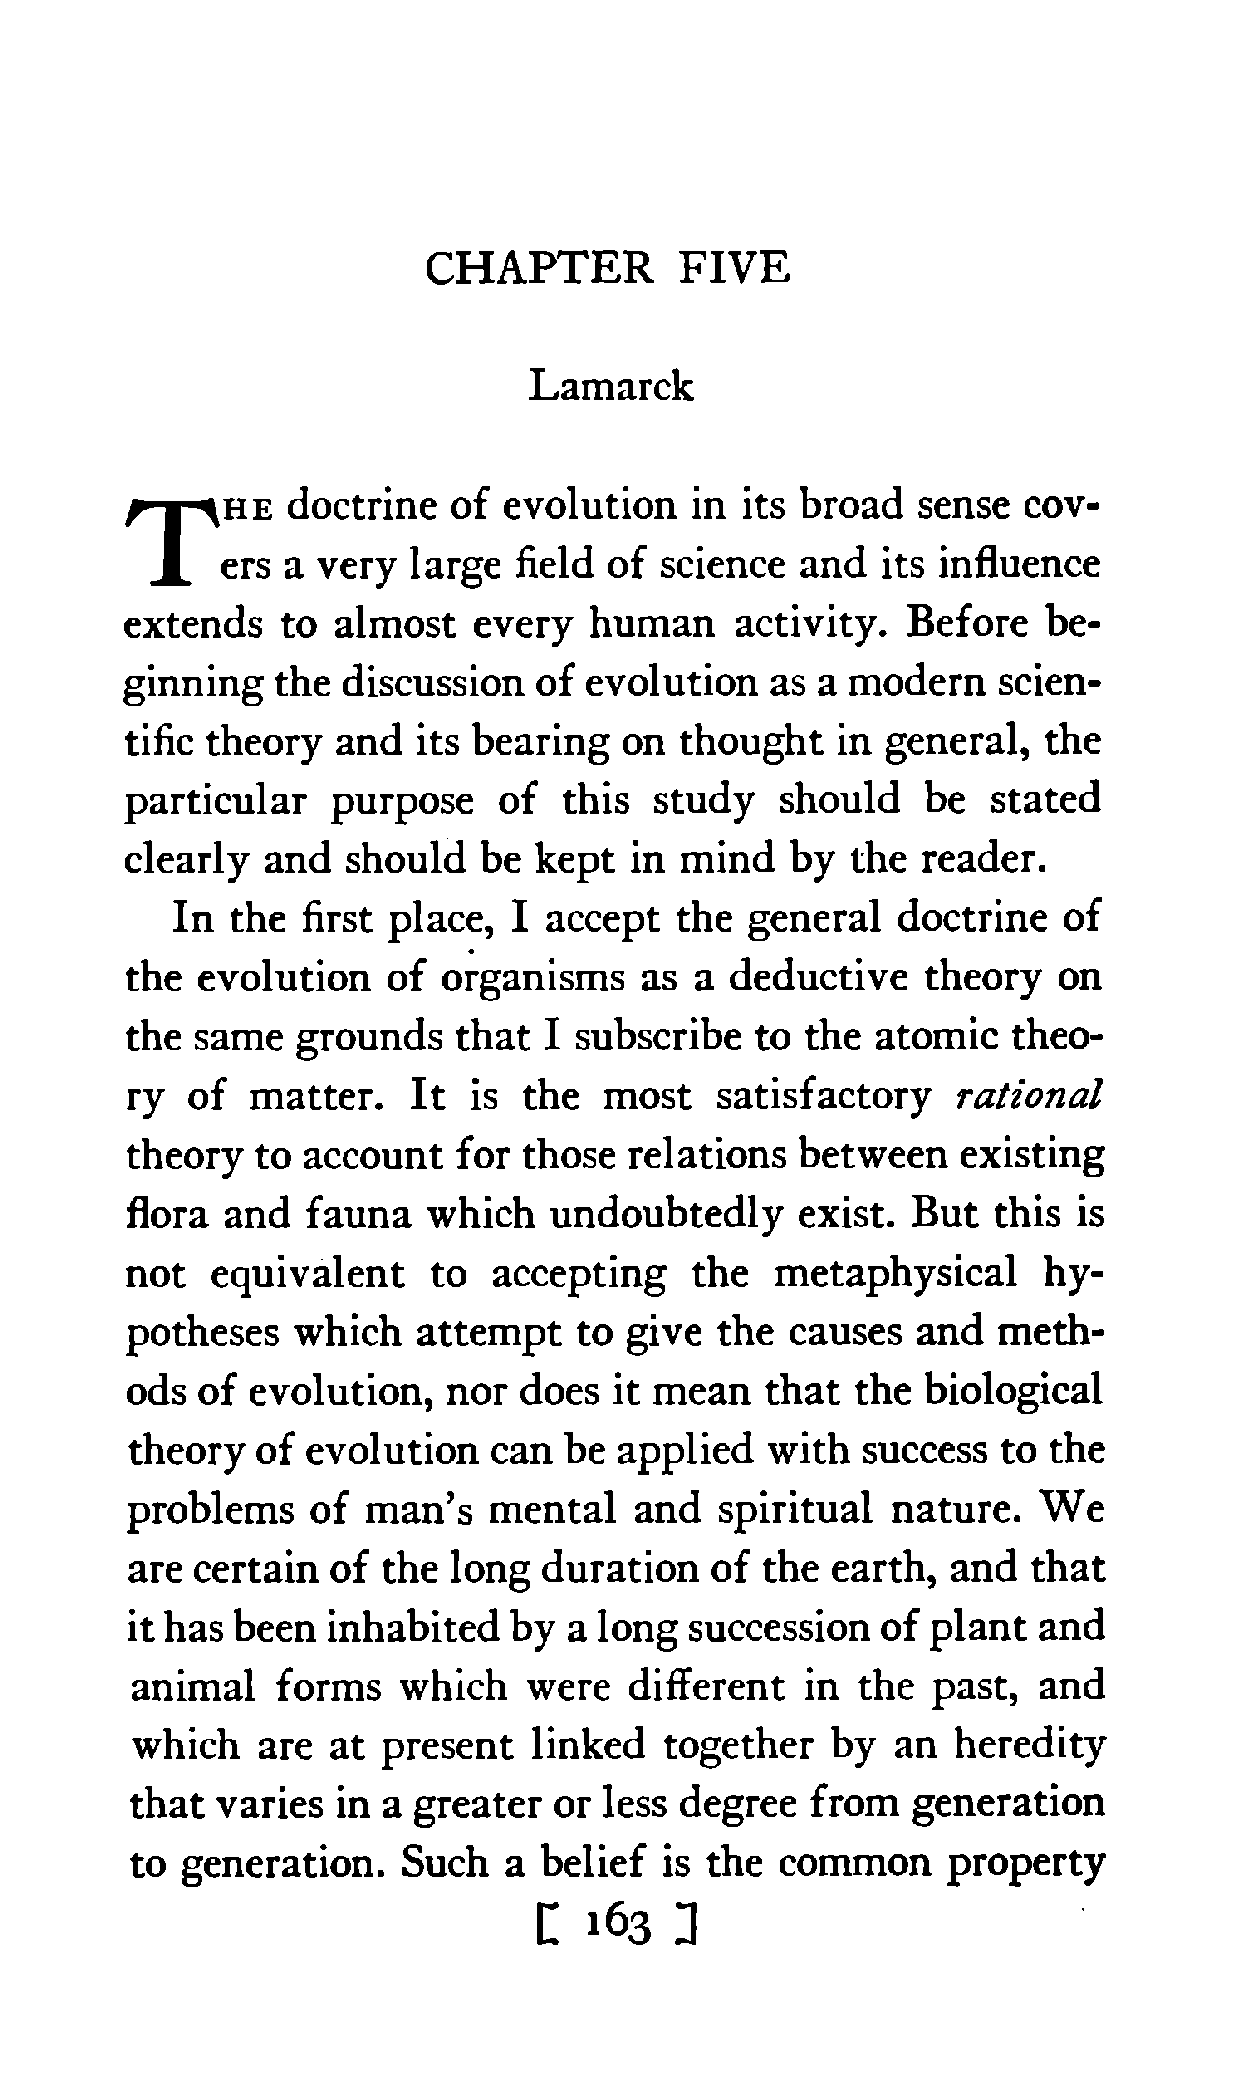 CHAPTER FIVE
Lamarck
THE doctrine of evolution in its broad sense cov-
ers a very large field of science and its influence
extends to almost every human activity. Before be-
ginning the discussion of evolution as a modern scien-
tific theory and its bearing on thought in general, the
particular purpose of this study should be stated
clearly and should be kept in mind by the reader.
In the first place, I accept the general doctrine of
the evolution of organisms as a deductive theory on
the same grounds that I subscribe to the atomic theo-
ry of matter. It is the most satisfactory rational
theory to account for those relations between existing
flora and fauna which undoubtedly exist. But this is
not equivalent to accepting the metaphysical hy-
potheses which attempt to give the causes and meth-
ods of evolution, nor does it mean that the biological
theory of evolution can be applied with success to the
problems of man's mental and spiritual nature. We
are certain of the long duration of the earth, and that
it has been inhabited by a long succession of plant and
animal forms which were different in the past, and
which are at present linked together by an heredity
that varies in a greater or less degree from generation
to generation. Such a belief is the common property
[ 163 ]